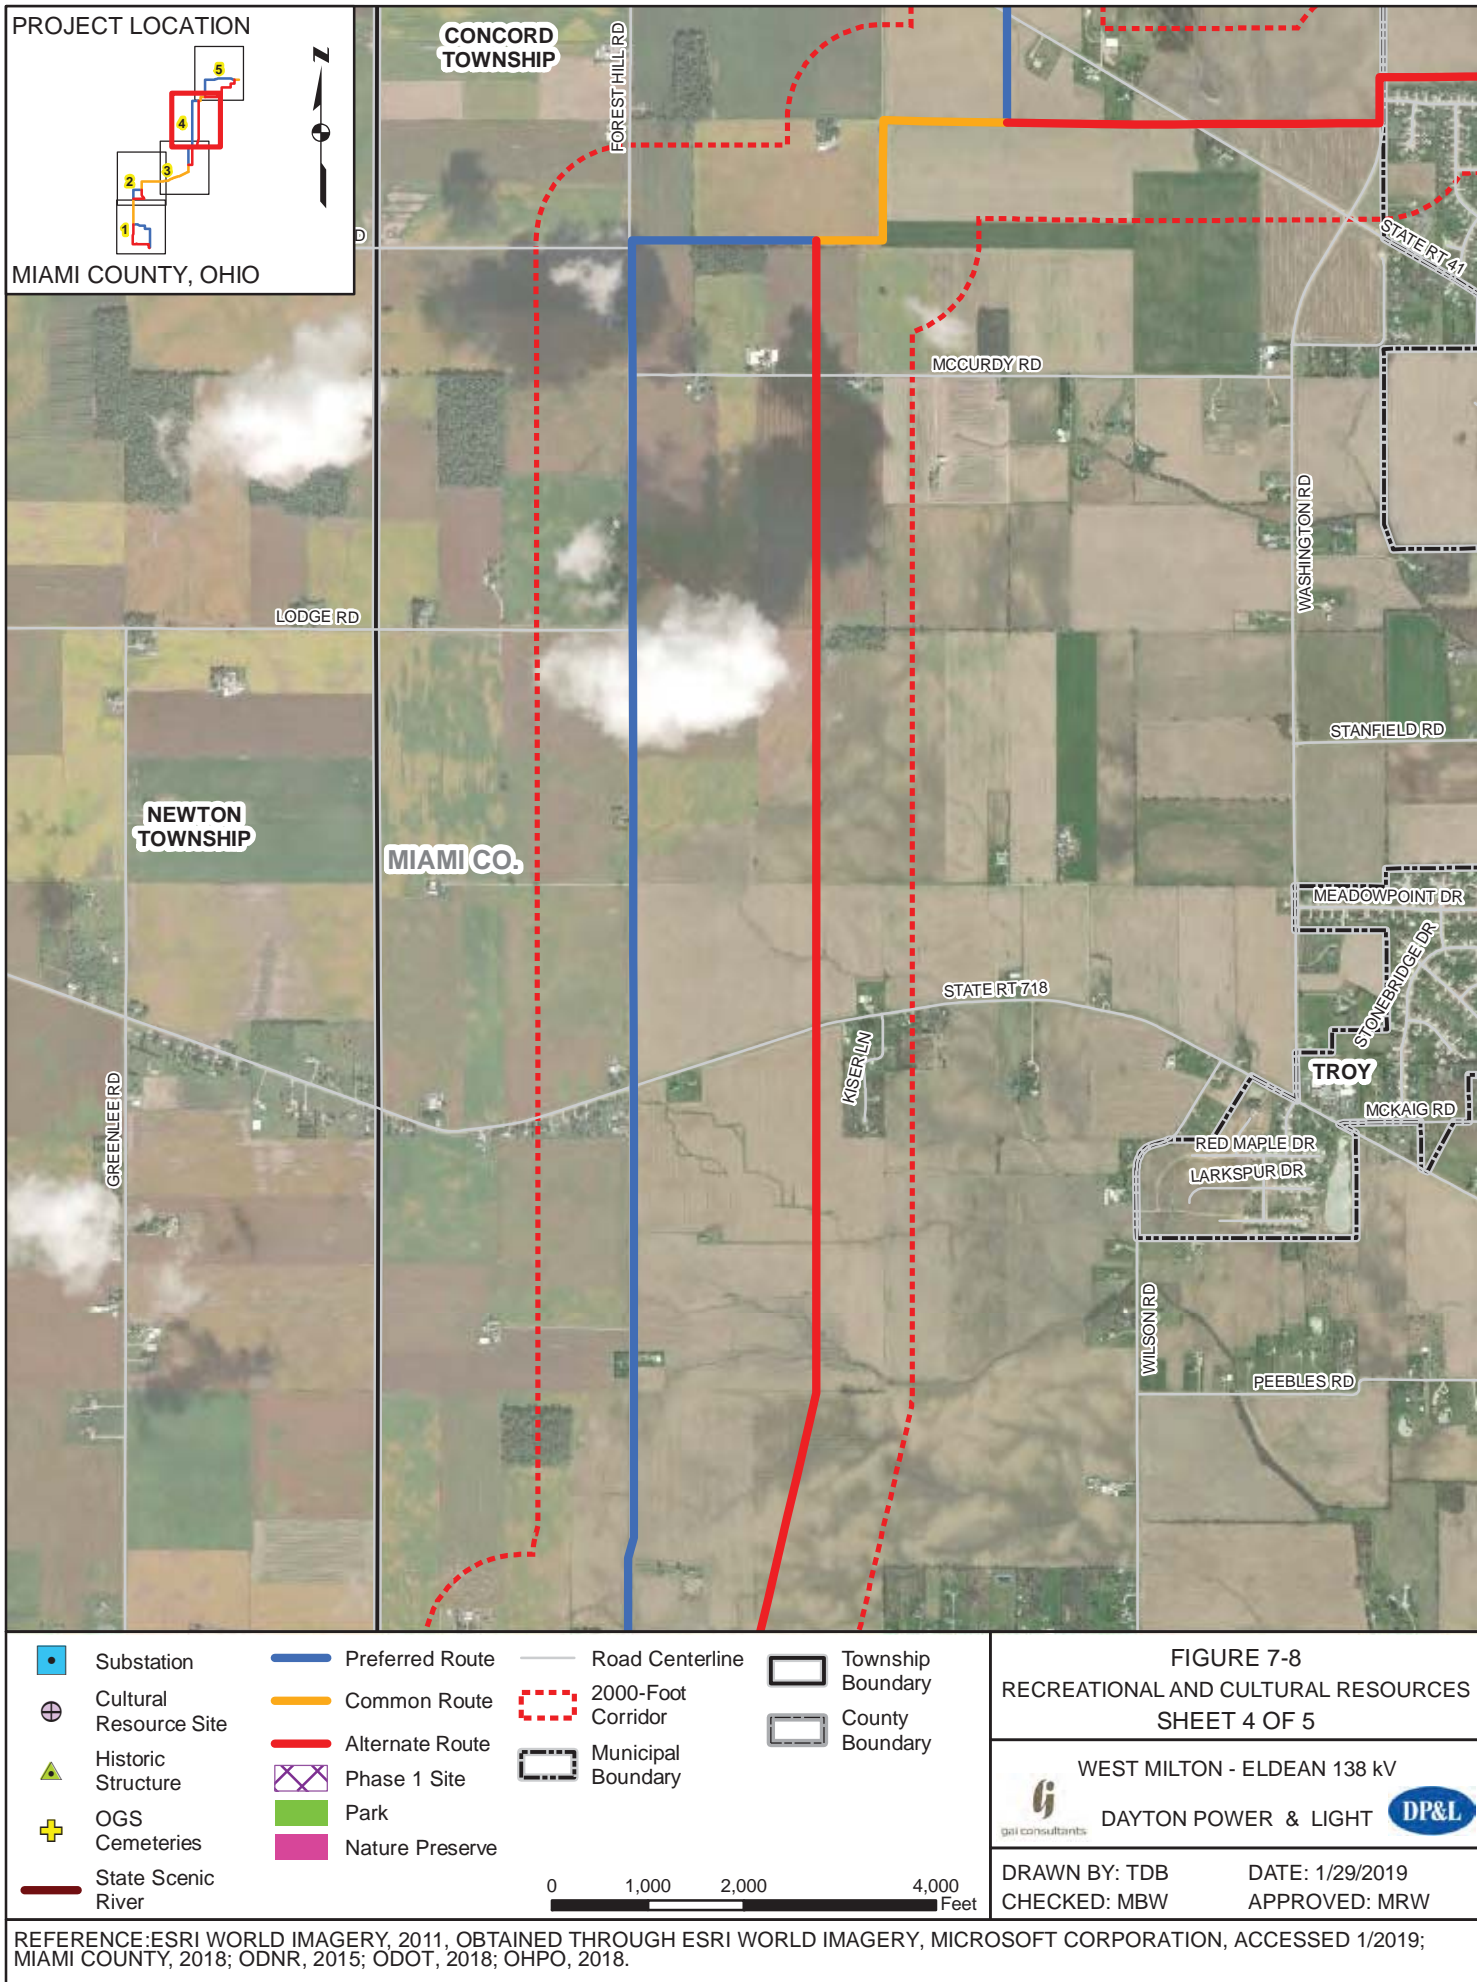 PROJECT LOCATION
5
4
3
2
1
N
MIAMI COUNTY, OHIO
D
CONCORD
TOWNSHIP
FOREST HILL RD
STATE RT 41
MCCURDY RD
WASHINGTON RD
LODGE RD
STANFIELD RD
NEWTON
TOWNSHIP
MIAMI CO.
MEADOWPOINT DR
STONEBRIDGE DR
STATE RT 718
KISER LN
TROY
GREENLEE RD
MCKAIG RD
RED MAPLE DR
LARKSPUR DR
WILSON RD
PEEBLES RD
Substation
Cultural
Resource Site
Historic
Structure
OGS
Cemeteries
State Scenic
River
Preferred Route
Common Route
Alternate Route
Phase 1 Site
Park
Nature Preserve
Road Centerline
2000-Foot
Corridor
Municipal
Boundary
Township
Boundary
County
Boundary
0 1,000 2,000 4,000
Feet
FIGURE 7-8
RECREATIONAL AND CULTURAL RESOURCES
SHEET 4 OF 5
WEST MILTON - ELDEAN 138 kV
gai consultants
DAYTON POWER & LIGHT
DP&L
DRAWN BY: TDB DATE: 1/29/2019
CHECKED: MBW APPROVED: MRW
REFERENCE:ESRI WORLD IMAGERY, 2011, OBTAINED THROUGH ESRI WORLD IMAGERY, MICROSOFT CORPORATION, ACCESSED 1/2019;
MIAMI COUNTY, 2018; ODNR, 2015; ODOT, 2018; OHPO, 2018.